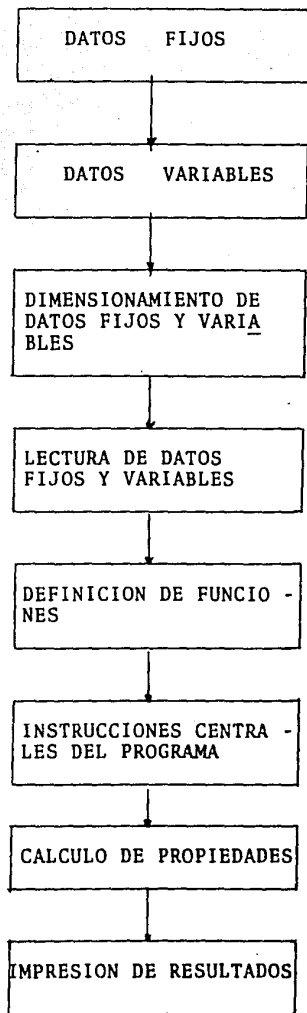 DATOS FIJOS
DATOS VARIABLES
DIMENSIONAMIENTO DE
DATOS FIJOS Y VARIA
BLES
LECTURA DE DATOS
FIJOS Y VARIABLES
DEFINICION DE FUNCIO -
NES
INSTRUCCIONES CENTRA -
LES DEL PROGRAMA
CALCULO DE PROPIEDADES
IMPRESION DE RESULTADOS